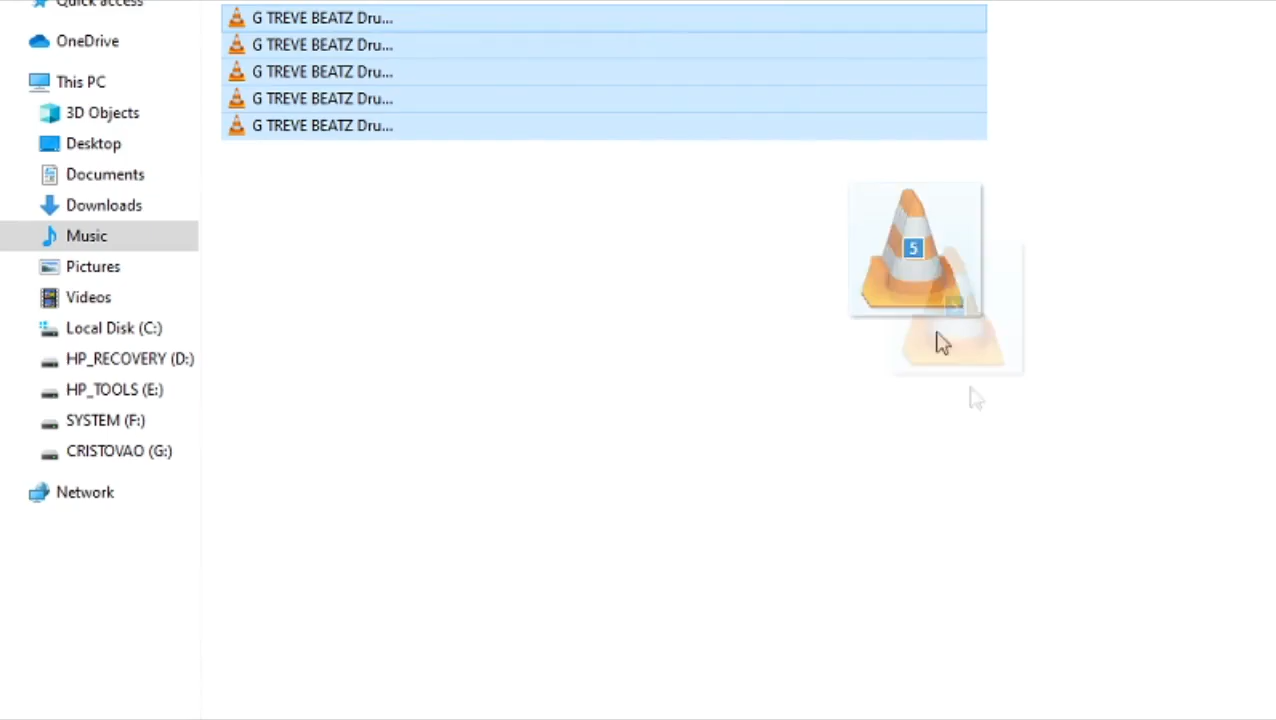 Quick access
OneDrive
This PC
3D Objects
Desktop
Documents
Downloads
Music
Pictures
Videos
Local Disk (C:)
HP_RECOVERY (D:)
HP_TOOLS (E:)
SYSTEM (F:)
CRISTOVAO (G:)
Network
G TREVE BEATZ Dru...
G TREVE BEATZ Dru...
G TREVE BEATZ Dru...
G TREVE BEATZ Dru...
G TREVE BEATZ Dru...
5
5